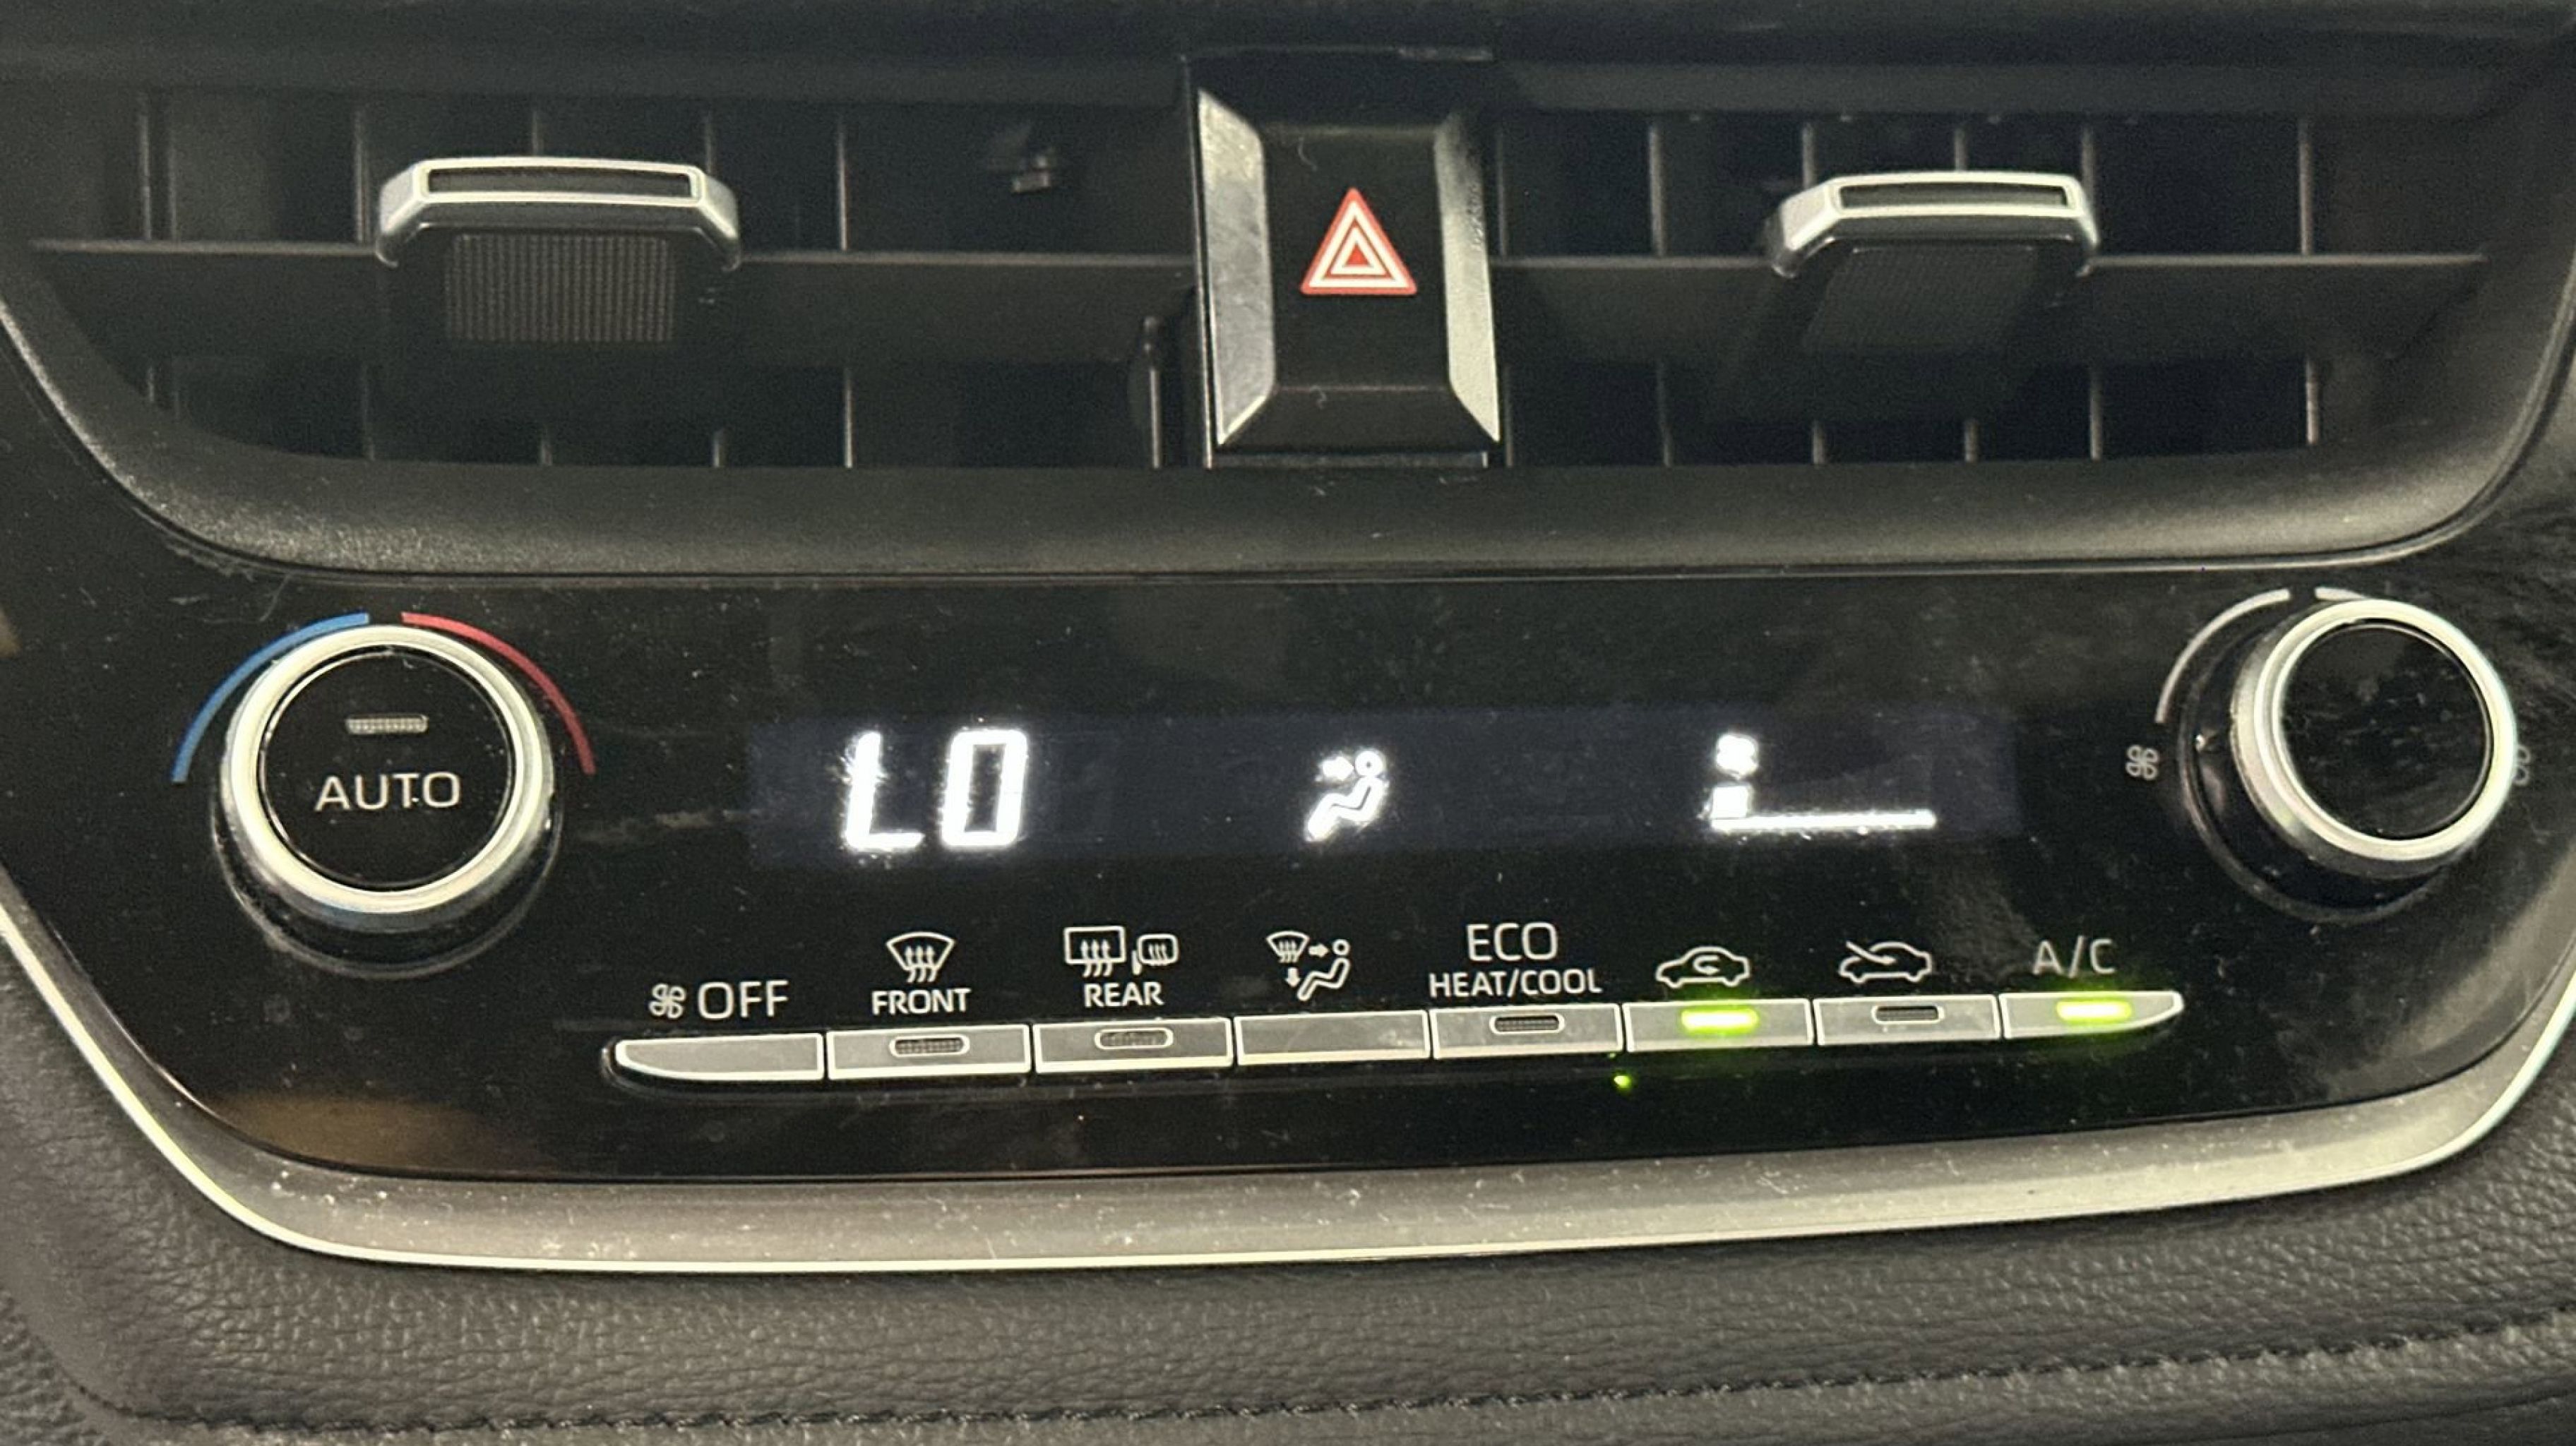 AUTO
LO
OFF
FRONT
REAR
ECO
HEAT/COOL
A/C